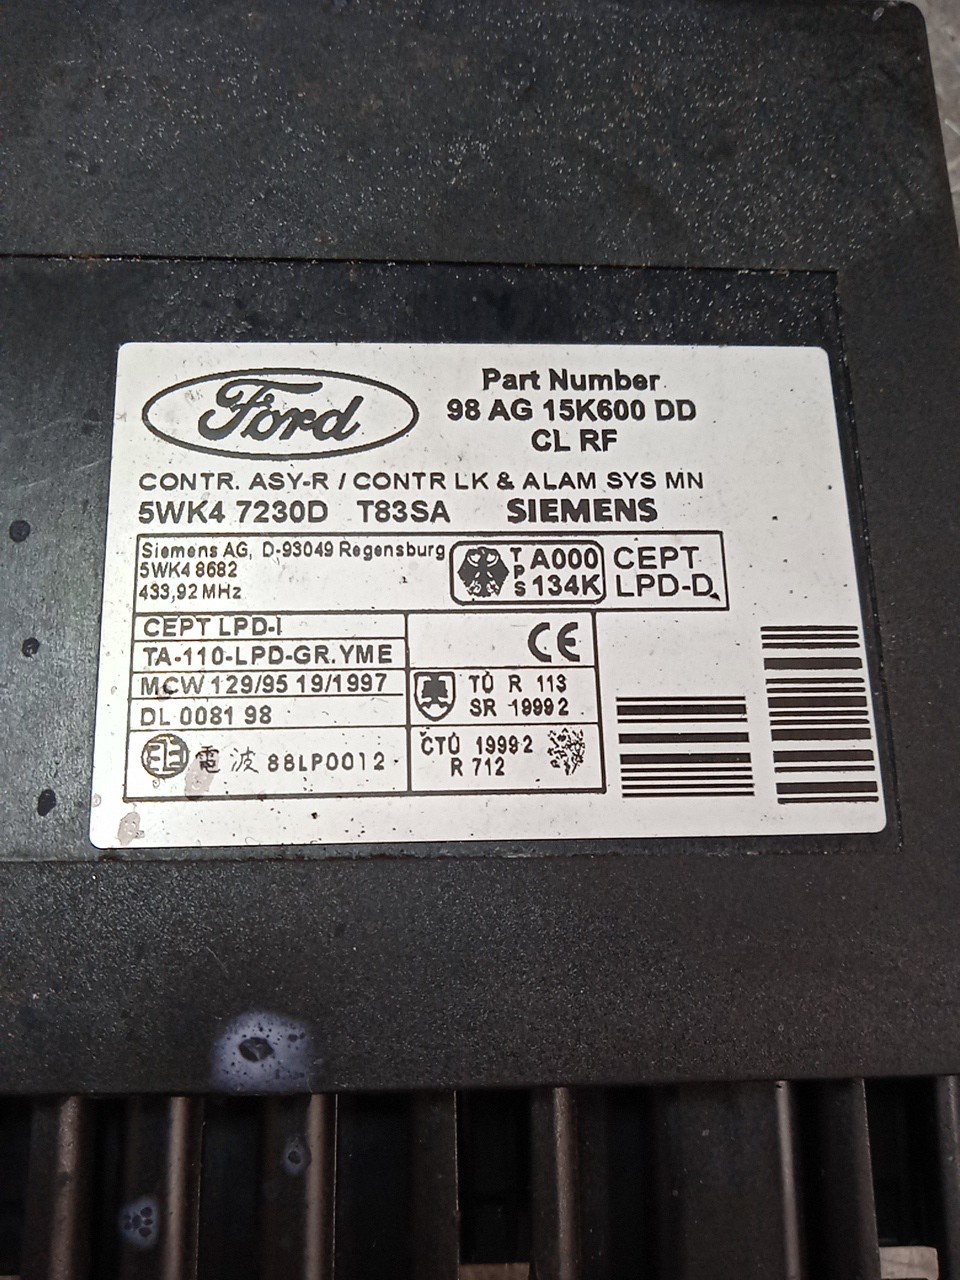 Ford
Part Number
98 AG 15K600 DD
CL RF
CONTR. ASY-R / CONTR LK & ALAM SYS MN
5WK4 7230D T83SA SIEMENS
Siemens AG, D-93049 Regensburg
5WK4 8682
433,92 MHz
TPS A000
134K
CEPT
LPD-D
CEPT LPD-I
TA-110-LPD-GR.YME
MCW 129/95 19/1997
DL 0081 98
CE
TÚ R 113
SR 1999 2
電波 88LP0012
ČTÚ 1999 2
R 712